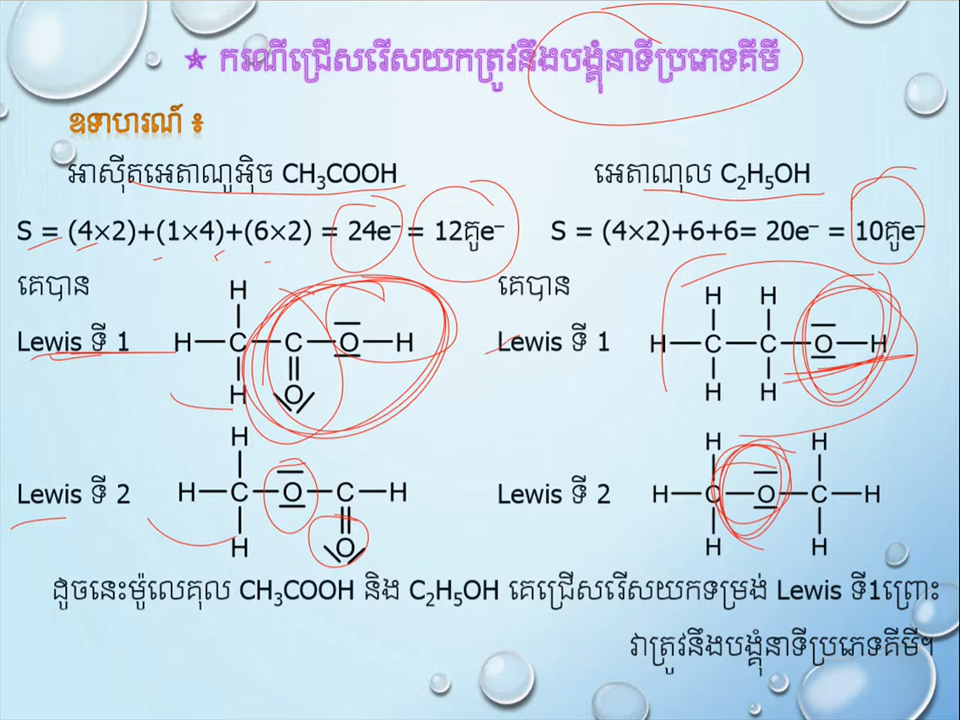 ★ ករណីជ្រើសរើសយកត្រូវនឹងបង្គុំនាទីប្រភេទគីមី
ឧទាហរណ៍ ៖
អាស៊ីតអេតាណូអ៊ិច CH₃COOH
S = (4×2)+(1×4)+(6×2) = 24e⁻ = 12គូe⁻
គេបាន
Lewis ទី 1
H
H—C—C—O—H
H O
Lewis ទី 2
H
H—C—O—C—H
H O
អេតាណុល C₂H₅OH
S = (4×2)+6+6= 20e⁻ = 10គូe⁻
គេបាន
Lewis ទី 1
H H
H—C—C—O—H
H H
Lewis ទី 2
H H
H—C—O—C—H
H H
ដូចនេះម៉ូលេគុល CH₃COOH និង C₂H₅OH គេជ្រើសរើសយកទម្រង់ Lewis ទី1ព្រោះ
វាត្រូវនឹងបង្គុំនាទីប្រភេទគីមី។